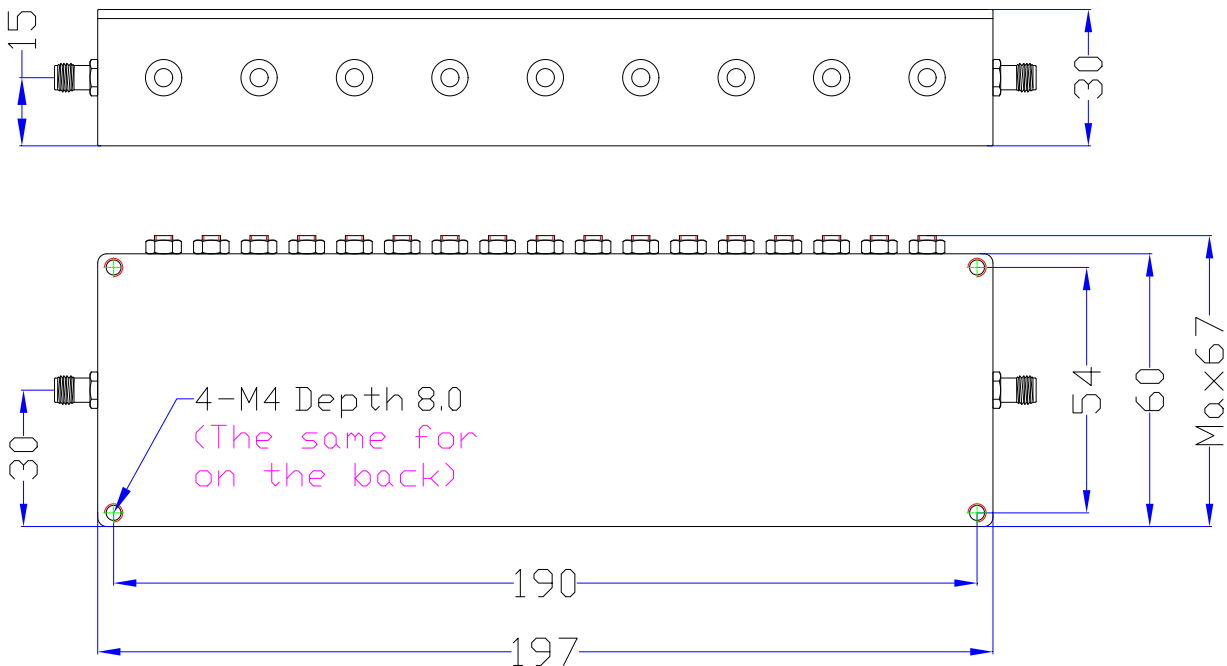 15
30
4-M4 Depth 8.0
(The same for
on the back)
30
54
60
Max67
190
197